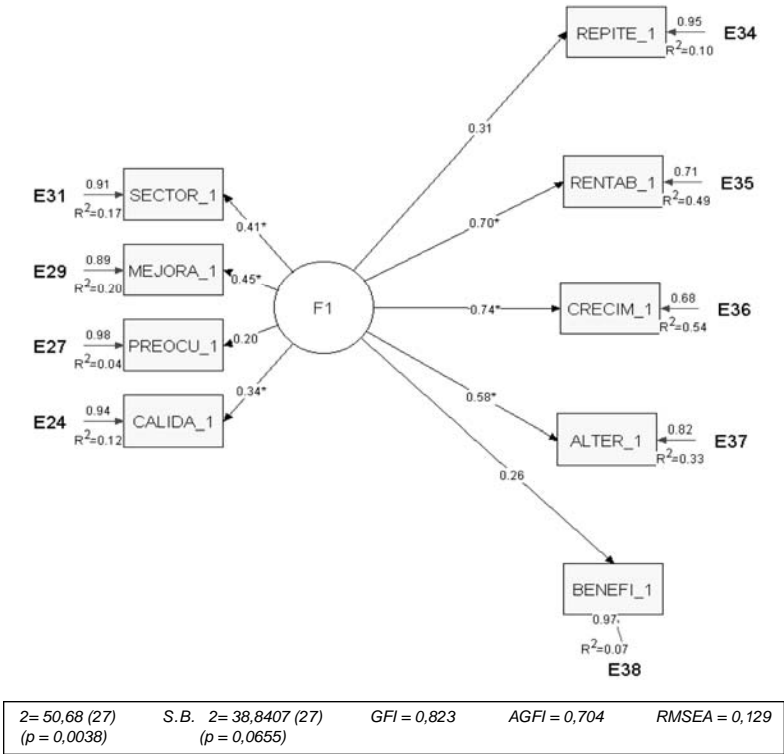 0.95 E34
REPITE_1
R²=0.10
0.31
0.71 E35
RENTAB_1
R²=0.49
0.70*
0.91
E31 SECTOR_1
R²=0.17
0.41*
0.89
E29 MEJORA_1
R²=0.20
0.45*
F1
0.74*
0.68
CRECIM_1 E36
R²=0.54
0.98
E27 PREOCU_1
R²=0.04
0.20
0.94
E24 CALIDA_1
R²=0.12
0.34*
0.58*
0.82
ALTER_1 E37
R²=0.33
0.26
BENEFI_1
0.97
R²=0.07
E38
2= 50,68 (27) S.B. 2= 38,8407 (27) GFI = 0,823 AGFI = 0,704 RMSEA = 0,129
(p = 0,0038) (p = 0,0655)